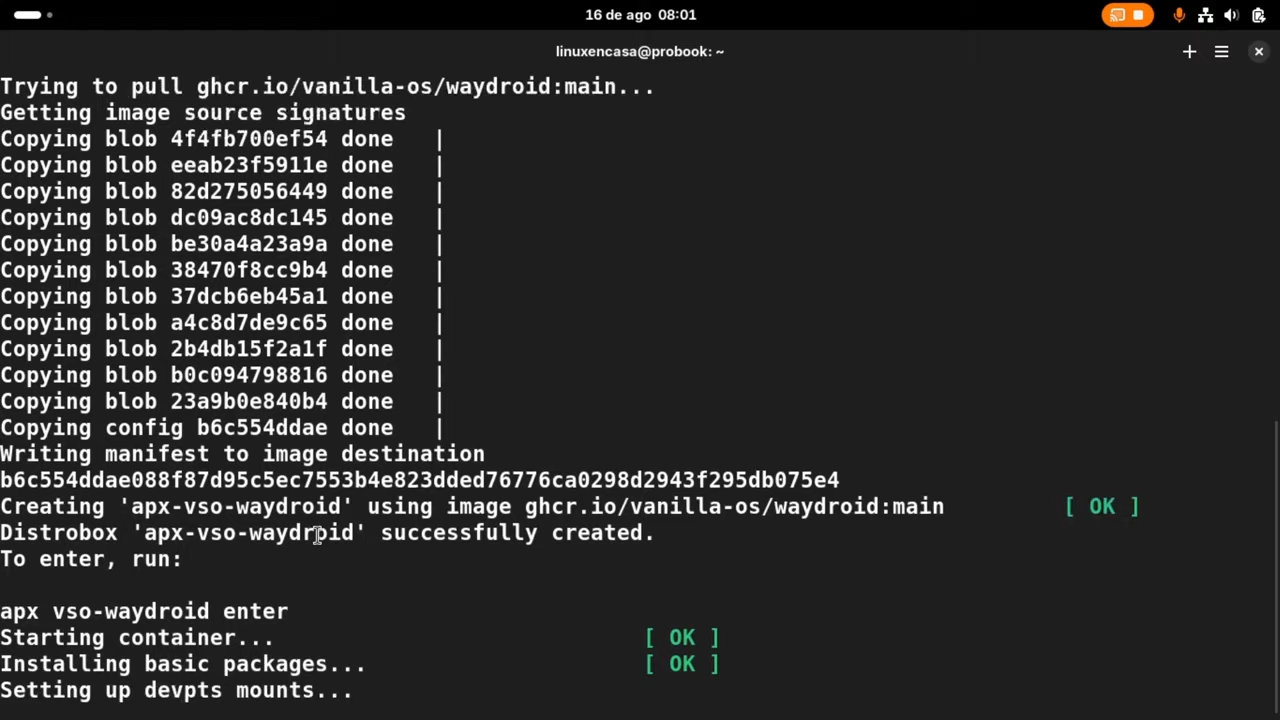 16 de ago 08:01
linuxencasa@probook: ~
Trying to pull ghcr.io/vanilla-os/waydroid:main...
Getting image source signatures
Copying blob 4f4fb700ef54 done |
Copying blob eeab23f5911e done |
Copying blob 82d275056449 done |
Copying blob dc09ac8dc145 done |
Copying blob be30a4a23a9a done |
Copying blob 38470f8cc9b4 done |
Copying blob 37dcb6eb45a1 done |
Copying blob a4c8d7de9c65 done |
Copying blob 2b4db15f2a1f done |
Copying blob b0c094798816 done |
Copying blob 23a9b0e840b4 done |
Copying config b6c554ddae done |
Writing manifest to image destination
b6c554ddae088f87d95c5ec7553b4e823dded76776ca0298d2943f295db075e4
Creating 'apx-vso-waydroid' using image ghcr.io/vanilla-os/waydroid:main [ OK ]
Distrobox 'apx-vso-waydroid' successfully created.
To enter, run:
apx vso-waydroid enter
Starting container... [ OK ]
Installing basic packages... [ OK ]
Setting up devpts mounts...